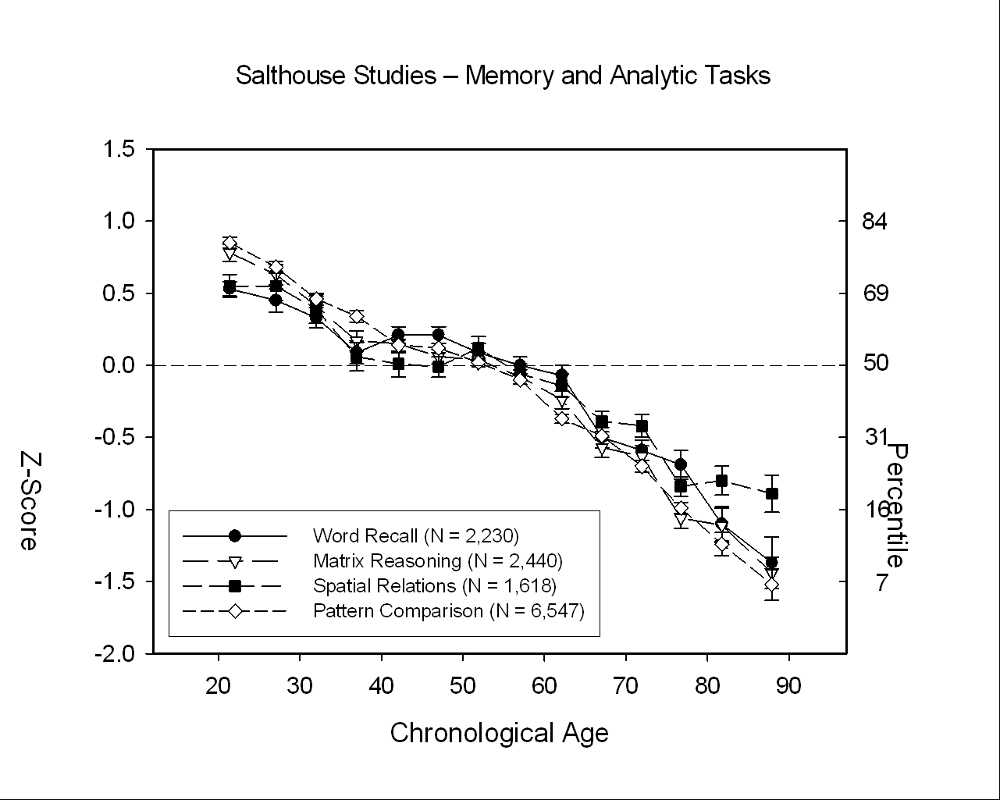 Salthouse Studies – Memory and Analytic Tasks
1.5
1.0
84
0.5
69
0.0
50
-0.5
31
-1.0
16
-1.5
7
-2.0
Z-Score
Percentile
Word Recall (N = 2,230)
Matrix Reasoning (N = 2,440)
Spatial Relations (N = 1,618)
Pattern Comparison (N = 6,547)
20 30 40 50 60 70 80 90
Chronological Age